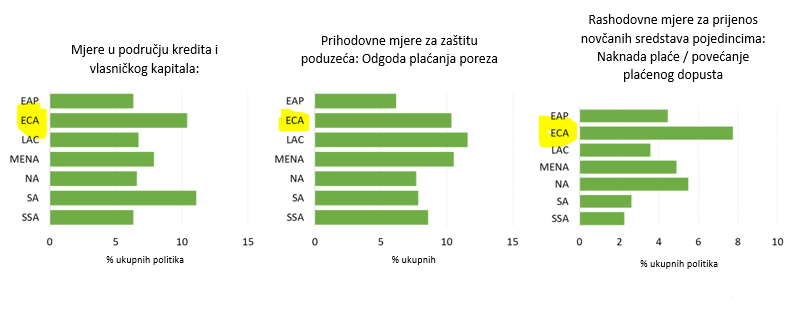 Mjere u području kredita i
vlasničkog kapitala:
EAP
ECA
LAC
MENA
NA
SA
SSA
0 5 10 15
% ukupnih politika
Prihodovne mjere za zaštitu
poduzeća: Odgoda plaćanja poreza
EAP
ECA
LAC
MENA
NA
SA
SSA
0 5 10 15
% ukupnih
Rashodovne mjere za prijenos
novčanih sredstava pojedincima:
Naknada plaće / povećanje
plaćenog dopusta
EAP
ECA
LAC
MENA
NA
SA
SSA
0 2 4 6 8 10
% ukupnih politika